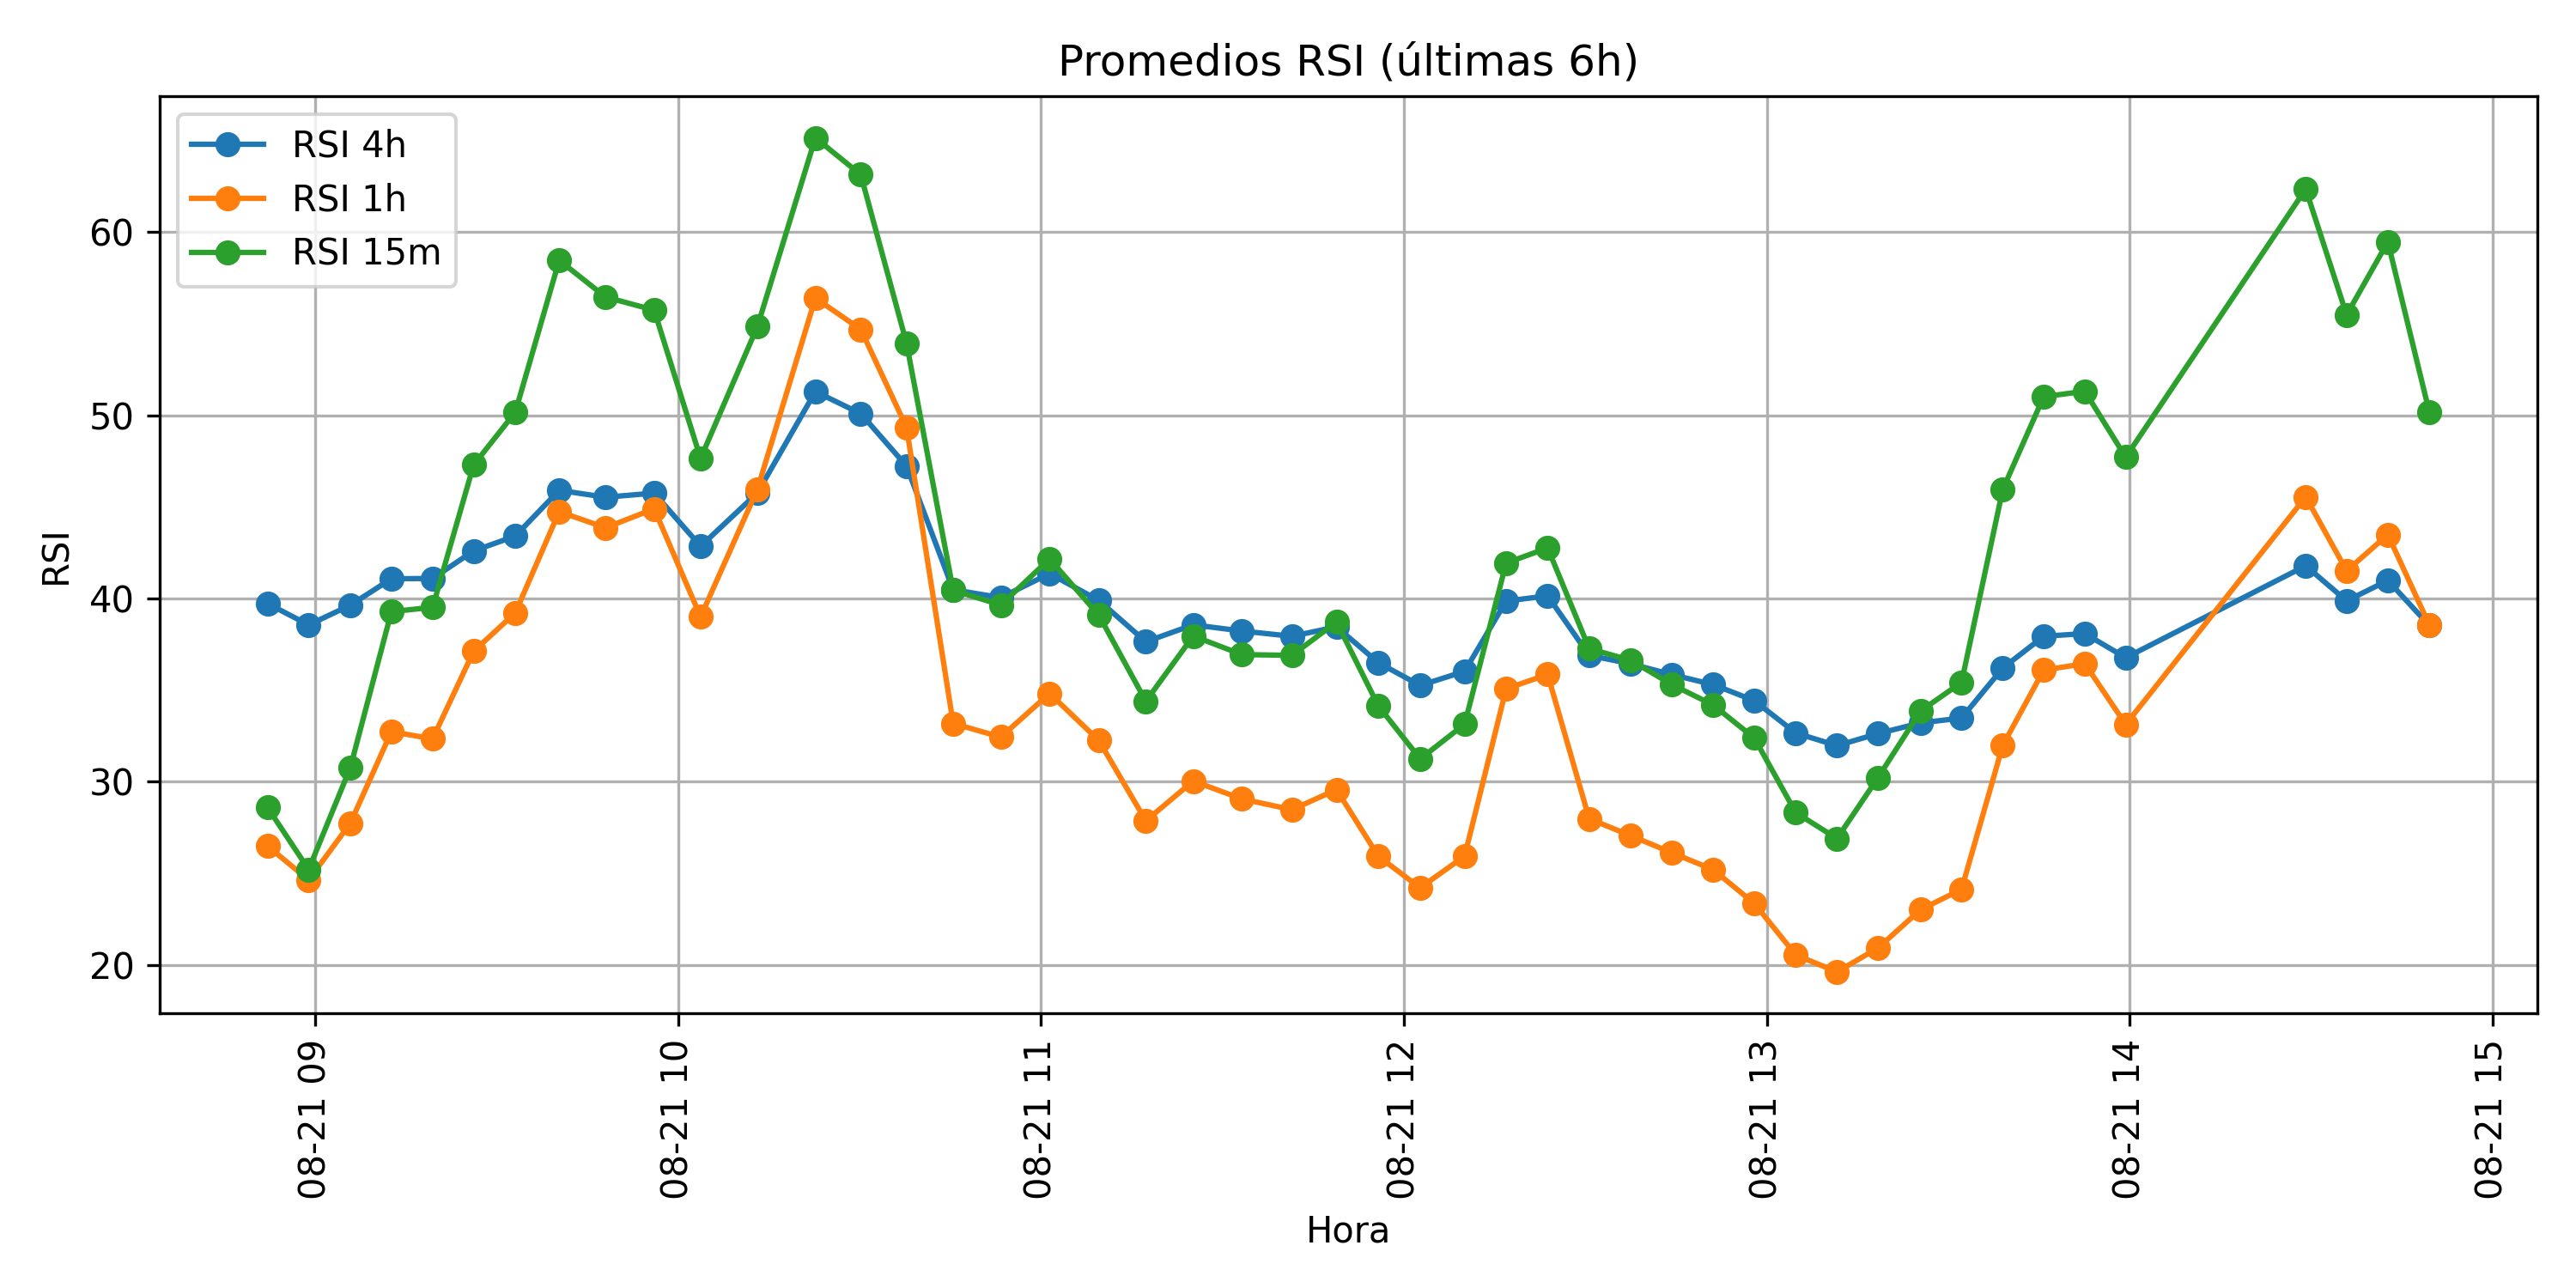 Promedios RSI (últimas 6h)
RSI 4h
RSI 1h
RSI 15m
RSI
60
50
40
30
20
08-21 09
08-21 10
08-21 11
08-21 12
08-21 13
08-21 14
08-21 15
Hora